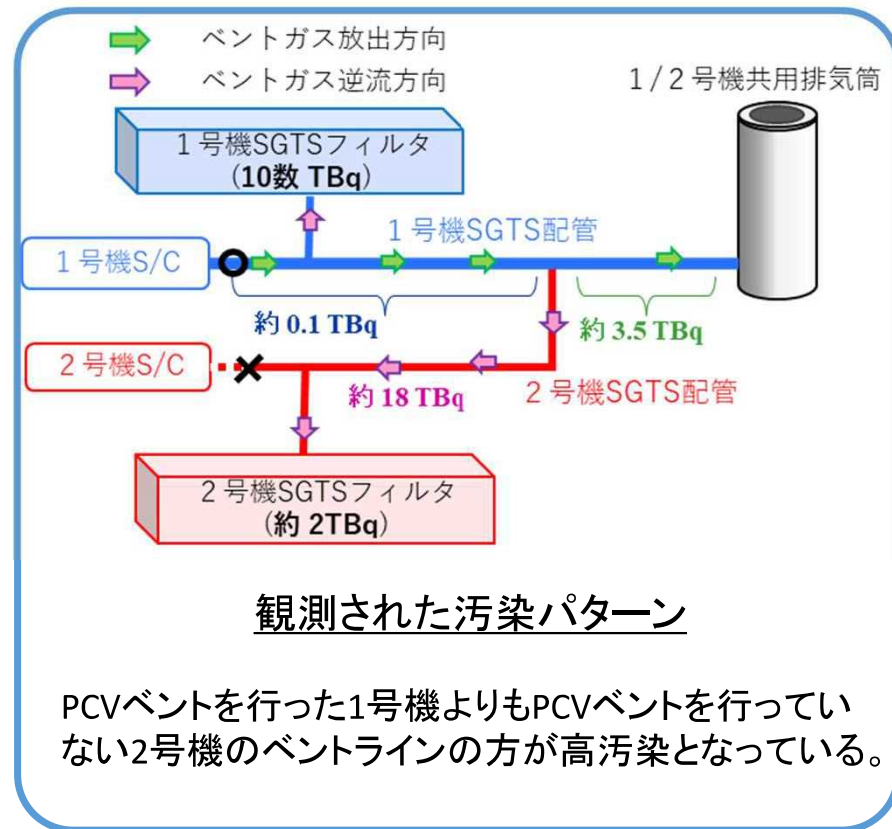 ベントガス放出方向
ベントガス逆流方向
1/2号機共用排気筒
1号機SGTSフィルタ
(10数 TBq)
1号機SGTS配管
1号機S/C
約 0.1 TBq
約 3.5 TBq
2号機S/C
約 18 TBq
2号機SGTS配管
2号機SGTSフィルタ
(約 2TBq)
観測された汚染パターン
PCVベントを行った1号機よりもPCVベントを行ってい
ない2号機のベントラインの方が高汚染となっている。